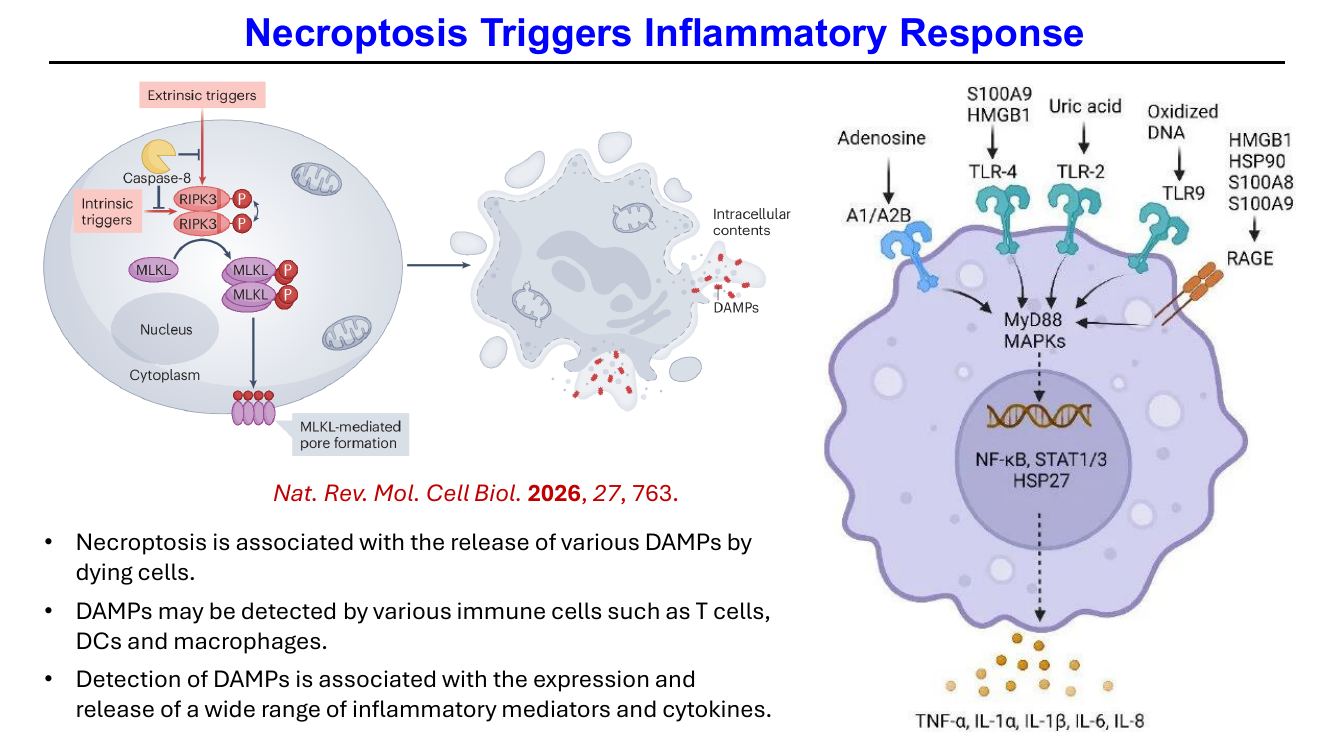 Necroptosis Triggers Inflammatory Response
Extrinsic triggers
Caspase-8
Intrinsic
triggers
RIPK3
P
RIPK3
P
MLKL
MLKL
P
MLKL
P
Nucleus
Cytoplasm
MLKL-mediated
pore formation
Intracellular
contents
DAMPs
Nat. Rev. Mol. Cell Biol. 2026, 27, 763.
• Necroptosis is associated with the release of various DAMPs by
dying cells.
• DAMPs may be detected by various immune cells such as T cells,
DCs and macrophages.
• Detection of DAMPs is associated with the expression and
release of a wide range of inflammatory mediators and cytokines.
Adenosine
A1/A2B
S100A9
HMGB1
TLR-4
Uric acid
TLR-2
Oxidized
DNA
TLR9
HMGB1
HSP90
S100A8
S100A9
RAGE
MyD88
MAPKs
NF-κB, STAT1/3
HSP27
TNF-α, IL-1α, IL-1β, IL-6, IL-8